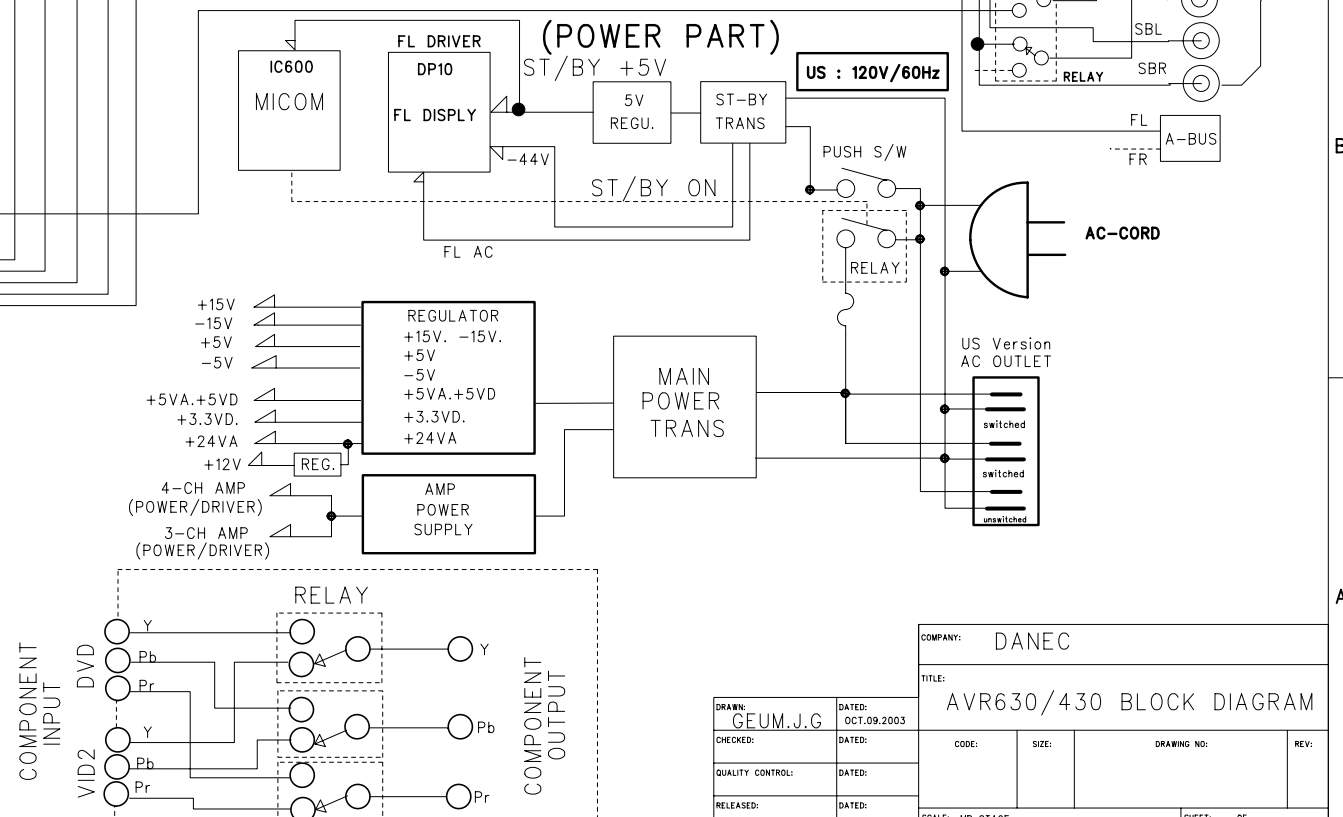 (POWER PART)
FL DRIVER
IC600
MICOM
DP10
FL DISPLY
ST/BY +5V
-44V
5V
REGU.
ST-BY
TRANS
US : 120V/60Hz
RELAY
SBL
SBR
FL
FR
A-BUS
B
PUSH S/W
ST/BY ON
FL AC
RELAY
AC-CORD
+15V
-15V
+5V
-5V
+5VA.+5VD
+3.3VD.
+24VA
+12V
REG.
REGULATOR
+15V. -15V.
+5V
-5V
+5VA.+5VD
+3.3VD.
+24VA
MAIN
POWER
TRANS
US Version
AC OUTLET
switched
switched
unswitched
4-CH AMP
(POWER/DRIVER)
3-CH AMP
(POWER/DRIVER)
AMP
POWER
SUPPLY
A
RELAY
COMPONENT
INPUT
DVD
Y
Pb
Pr
VID2
Y
Pb
Pr
Y
Pb
Pr
COMPONENT
OUTPUT
COMPANY: DANEC
TITLE:
AVR630/430 BLOCK DIAGRAM
DRAWN:
GEUM.J.G
DATED:
OCT.09.2003
CHECKED:
DATED:
QUALITY CONTROL:
DATED:
RELEASED:
DATED:
CODE:
SIZE:
DRAWING NO:
REV: